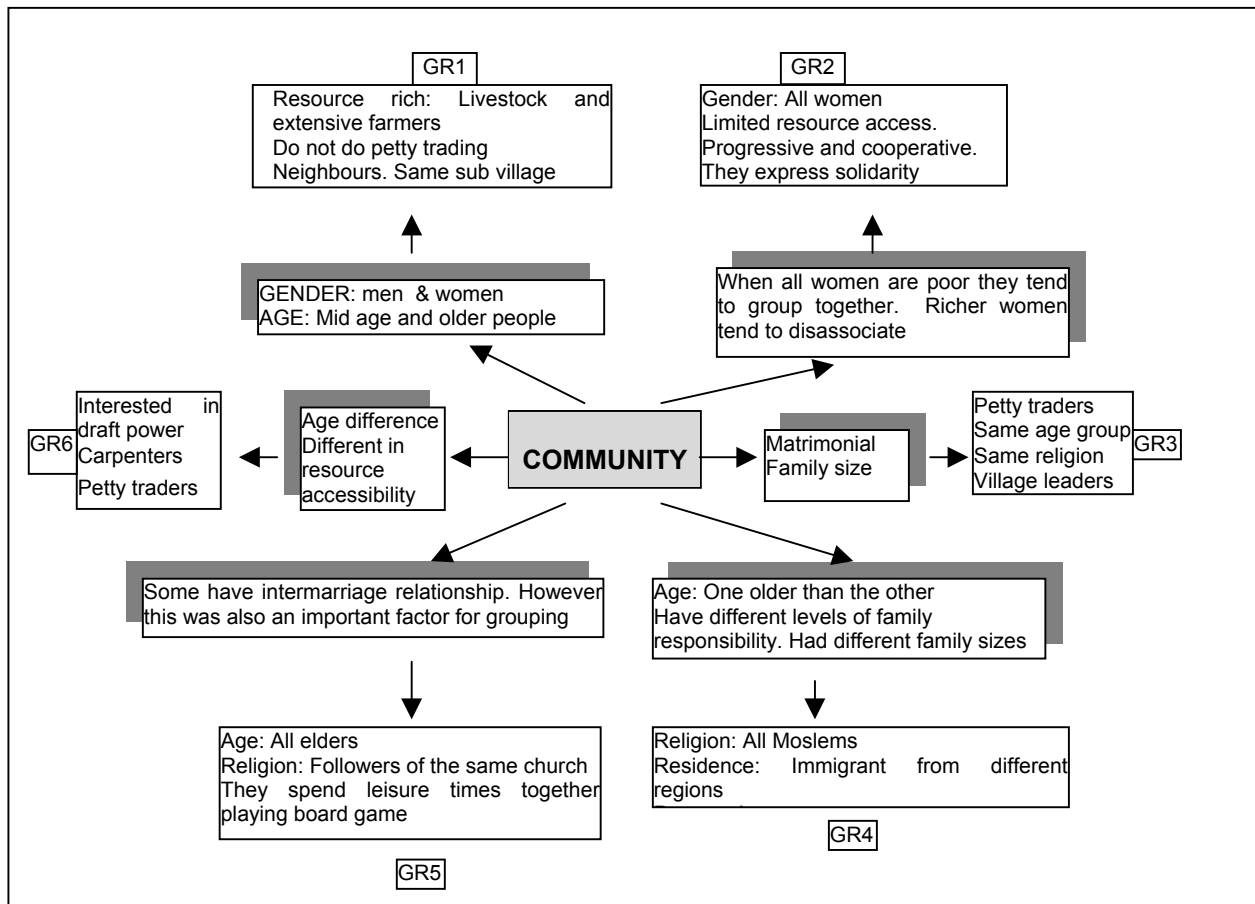 GR1
Resource rich: Livestock and
extensive farmers
Do not do petty trading
Neighbours. Same sub village
GR2
Gender: All women
Limited resource access.
Progressive and cooperative.
They express solidarity
GENDER: men & women
AGE: Mid age and older people
When all women are poor they tend
to group together. Richer women
tend to disassociate
GR6
Interested in
draft power
Carpenters
Petty traders
Age difference
Different in
resource
accessibility
COMMUNITY
Matrimonial
Family size
Petty traders
Same age group
Same religion
Village leaders
GR3
Some have intermarriage relationship. However
this was also an important factor for grouping
Age: One older than the other
Have different levels of family
responsibility. Had different family sizes
Age: All elders
Religion: Followers of the same church
They spend leisure times together
playing board game
GR5
Religion: All Moslems
Residence: Immigrant from different
regions
GR4